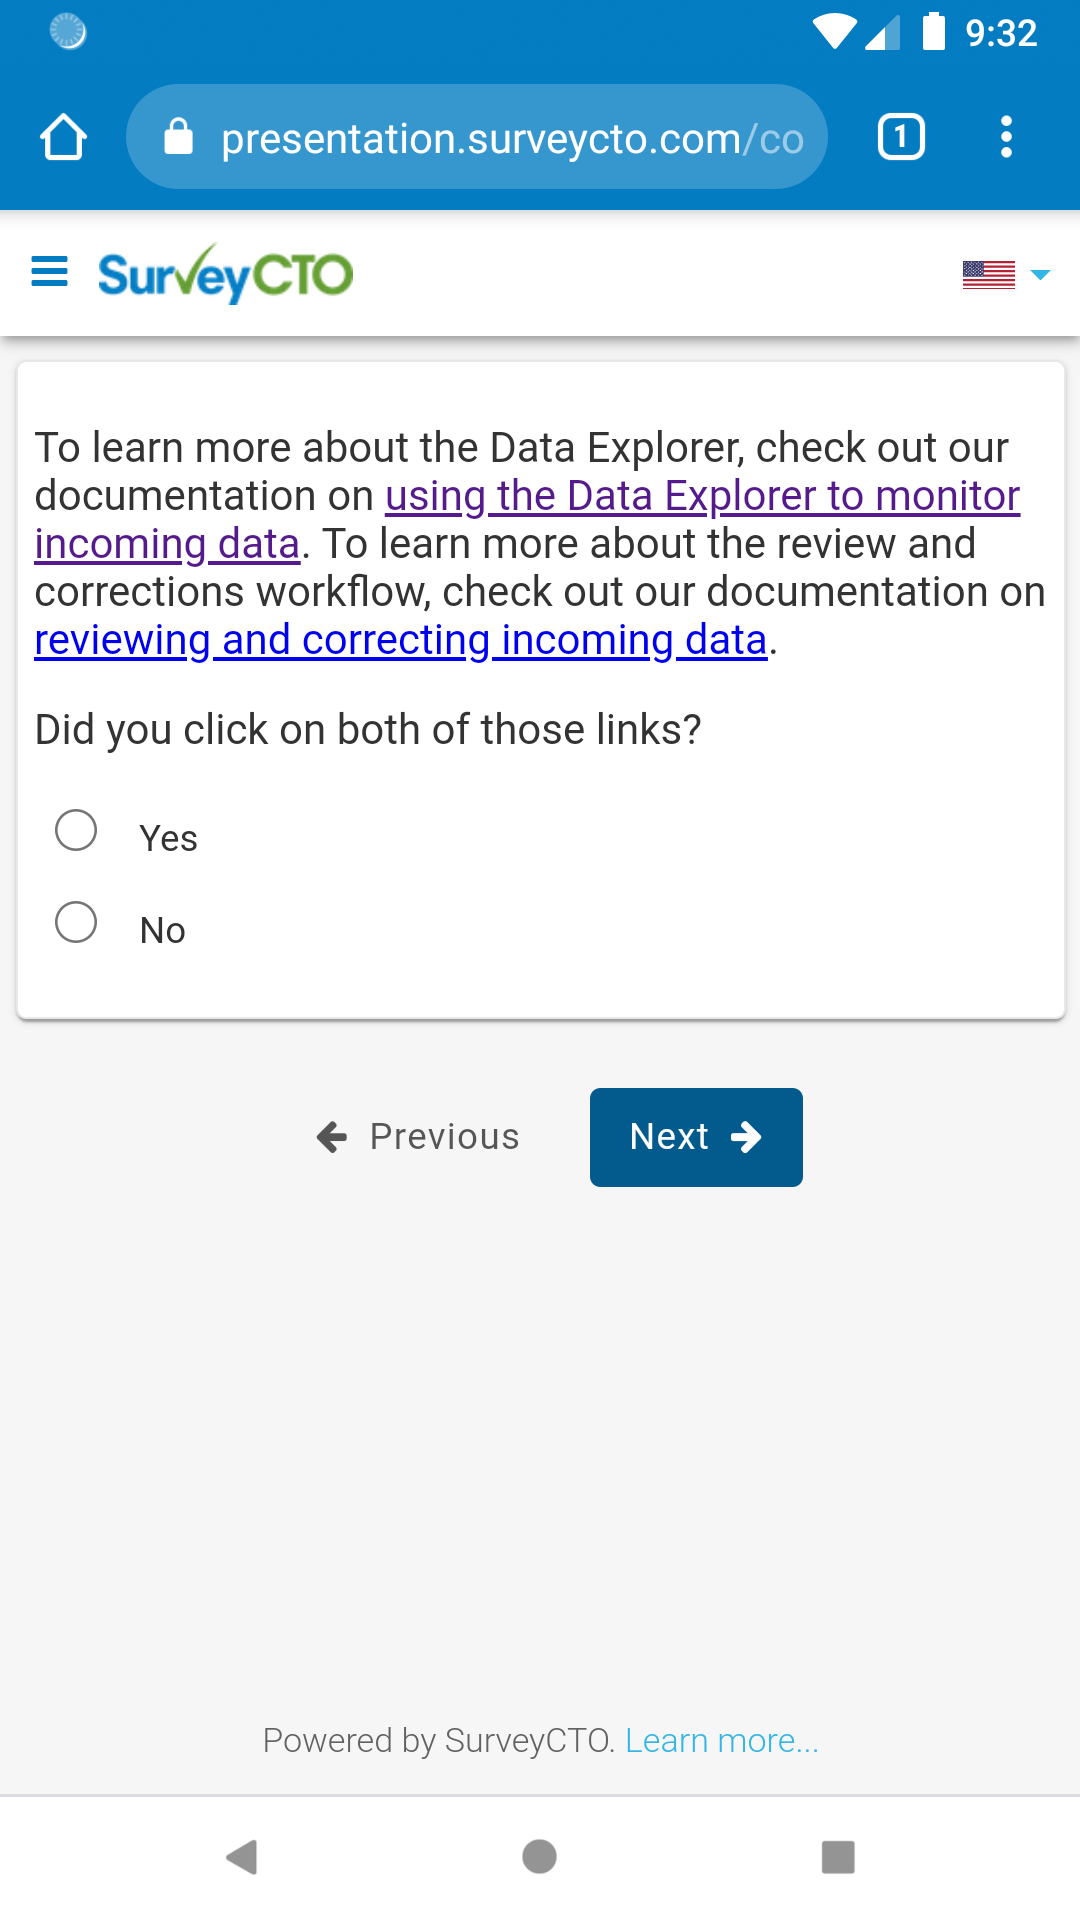 9:32
presentation.surveycto.com/co
1
SurveyCTO
To learn more about the Data Explorer, check out our
documentation on using the Data Explorer to monitor
incoming data. To learn more about the review and
corrections workflow, check out our documentation on
reviewing and correcting incoming data.
Did you click on both of those links?
Yes
No
Previous
Next
Powered by SurveyCTO. Learn more...